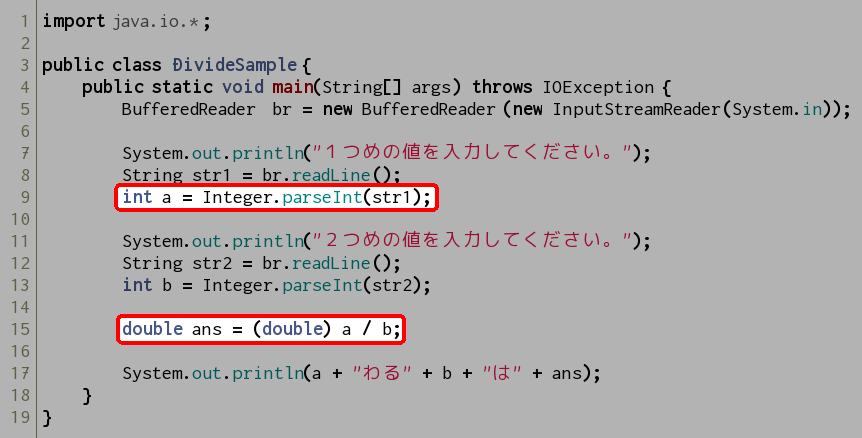 1 import java.io.*;
2
3 public class DivideSample {
4 public static void main(String[] args) throws IOException {
5 BufferedReader br = new BufferedReader (new InputStreamReader(System.in));
6
7 System.out.println("１つめの値を入力してください。");
8 String str1 = br.readLine();
9 int a = Integer.parseInt(str1);
10
11 System.out.println("２つめの値を入力してください。");
12 String str2 = br.readLine();
13 int b = Integer.parseInt(str2);
14
15 double ans = (double) a / b;
16
17 System.out.println(a + "わる" + b + "は" + ans);
18 }
19 }